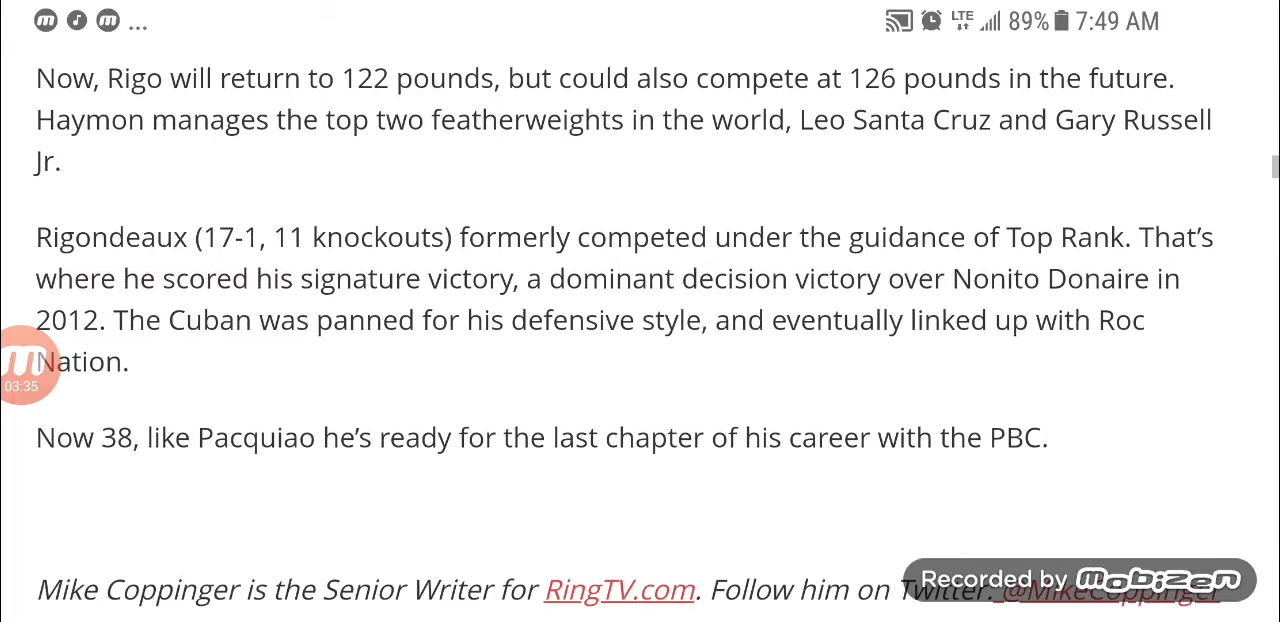 ... LTE 89% 7:49 AM
Now, Rigo will return to 122 pounds, but could also compete at 126 pounds in the future.
Haymon manages the top two featherweights in the world, Leo Santa Cruz and Gary Russell
Jr.
Rigondeaux (17-1, 11 knockouts) formerly competed under the guidance of Top Rank. That’s
where he scored his signature victory, a dominant decision victory over Nonito Donaire in
2012. The Cuban was panned for his defensive style, and eventually linked up with Roc
Nation.
03:35
Now 38, like Pacquiao he’s ready for the last chapter of his career with the PBC.
Mike Coppinger is the Senior Writer for RingTV.com. Follow him on Twitter: @MikeCoppinger
Recorded by Mobizen